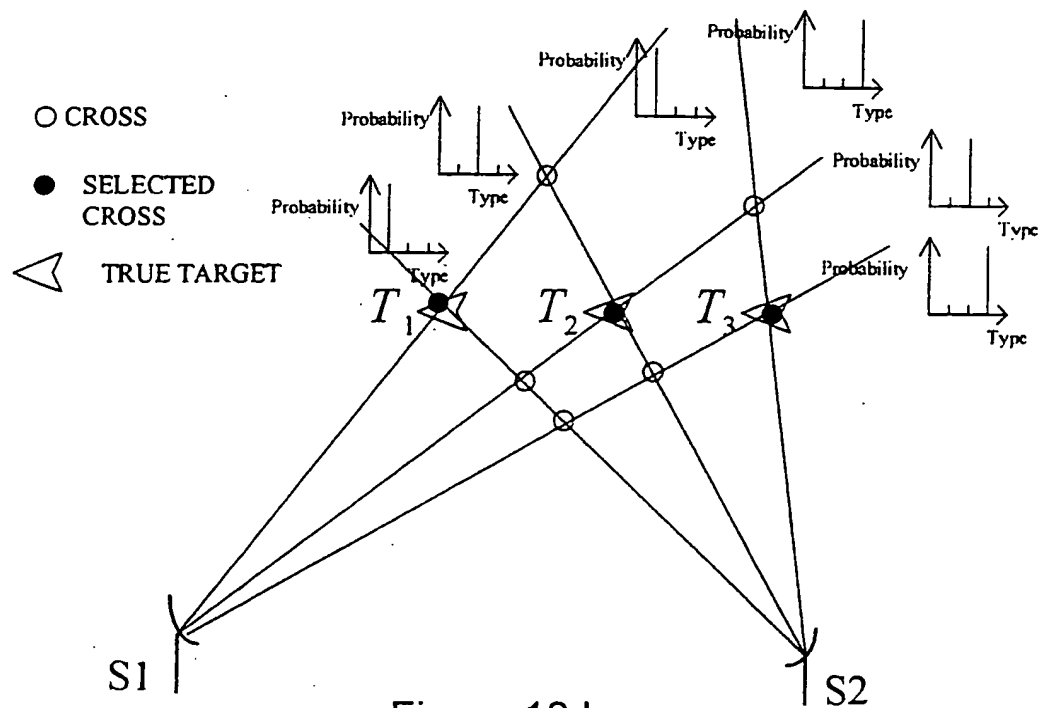 Probability
Type
Probability
Type
Probability
Type
Probability
Type
Probability
Type
Probability
Type
CROSS
SELECTED
CROSS
TRUE TARGET
T1
T2
T3
S1
S2